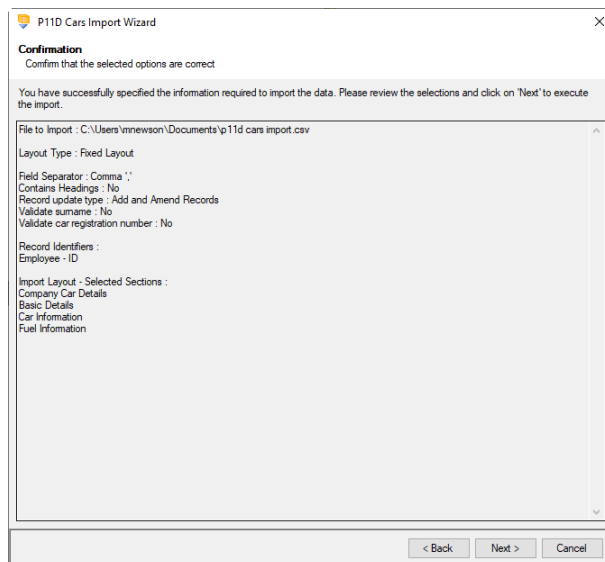 P11D Cars Import Wizard
Confirmation
Comfirm that the selected options are correct
You have successfully specified the information required to import the data. Please review the selections and click on 'Next' to execute
the import.
File to Import : C:\Users\mnewson\Documents\p11d cars import.csv
Layout Type : Fixed Layout
Field Separator : Comma ','
Contains Headings : No
Record update type : Add and Amend Records
Validate surname : No
Validate car registration number : No
Record Identifiers :
Employee - ID
Import Layout - Selected Sections :
Company Car Details
Basic Details
Car Information
Fuel Information
< Back
Next >
Cancel